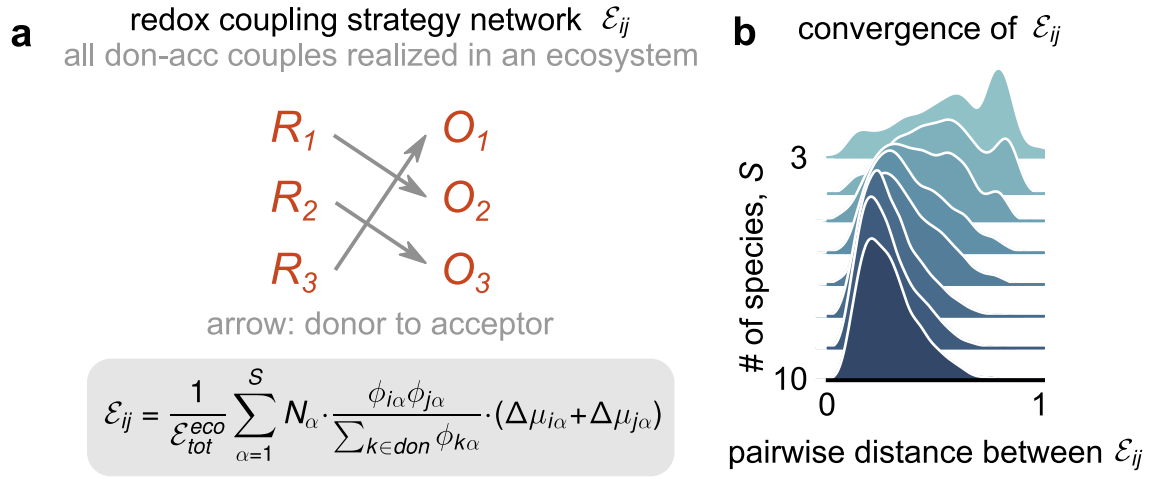 a
redox coupling strategy network ℰij
all don-acc couples realized in an ecosystem
R1 O1
R2 O2
R3 O3
arrow: donor to acceptor
ℰij = 1/ℰtot^eco ∑α=1^S Nα · ϕiαϕjα/∑k∈don ϕkα · (Δμiα+Δμjα)
b
convergence of ℰij
# of species, S
3
10
0 1
pairwise distance between ℰij